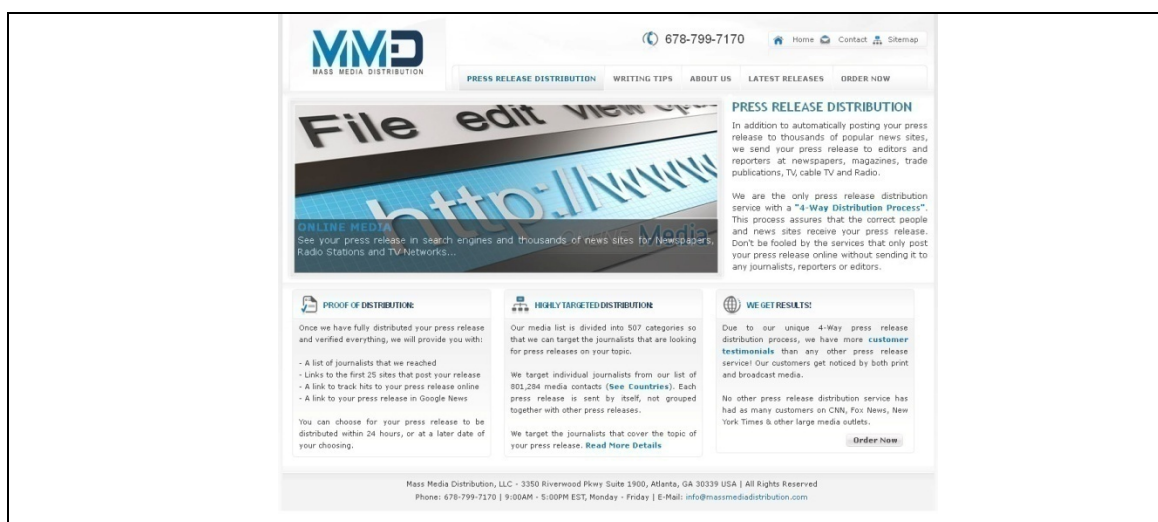 MMD
MASS MEDIA DISTRIBUTION
678-799-7170
Home Contact Sitemap
PRESS RELEASE DISTRIBUTION WRITING TIPS ABOUT US LATEST RELEASES ORDER NOW
File edit View
http://www
Media
ONLINE MEDIA
See your press release in search engines and thousands of news sites for Newspapers,
Radio Stations and TV Networks...
PRESS RELEASE DISTRIBUTION
In addition to automatically posting your press
release to thousands of popular news sites,
we send your press release to editors and
reporters at newspapers, magazines, trade
publications, TV, cable TV and Radio.
We are the only press release distribution
service with a "4-Way Distribution Process".
This process assures that the correct people
and news sites receive your press release.
Don't be fooled by the services that only post
your press release online without sending it to
any journalists, reporters or editors.
PROOF OF DISTRIBUTION:
Once we have fully distributed your press release
and verified everything, we will provide you with:
- A list of journalists that we reached
- Links to the first 25 sites that post your release
- A link to track hits to your press release online
- A link to your press release in Google News
You can choose for your press release to be
distributed within 24 hours, or at a later date of
your choosing.
HIGHLY TARGETED DISTRIBUTION:
Our media list is divided into 507 categories so
that we can target the journalists that are looking
for press releases on your topic.
We target individual journalists from our list of
801,284 media contacts (See Countries). Each
press release is sent by itself, not grouped
together with other press releases.
We target the journalists that cover the topic of
your press release. Read More Details
WE GET RESULTS!
Due to our unique 4-Way press release
distribution process, we have more customer
testimonials than any other press release
service! Our customers get noticed by both print
and broadcast media.
No other press release distribution service has
had as many customers on CNN, Fox News, New
York Times & other large media outlets.
Order Now
Mass Media Distribution, LLC - 3350 Riverwood Pkwy Suite 1900, Atlanta, GA 30339 USA | All Rights Reserved
Phone: 678-799-7170 | 9:00AM - 5:00PM EST, Monday - Friday | E-Mail: info@massmediadistribution.com